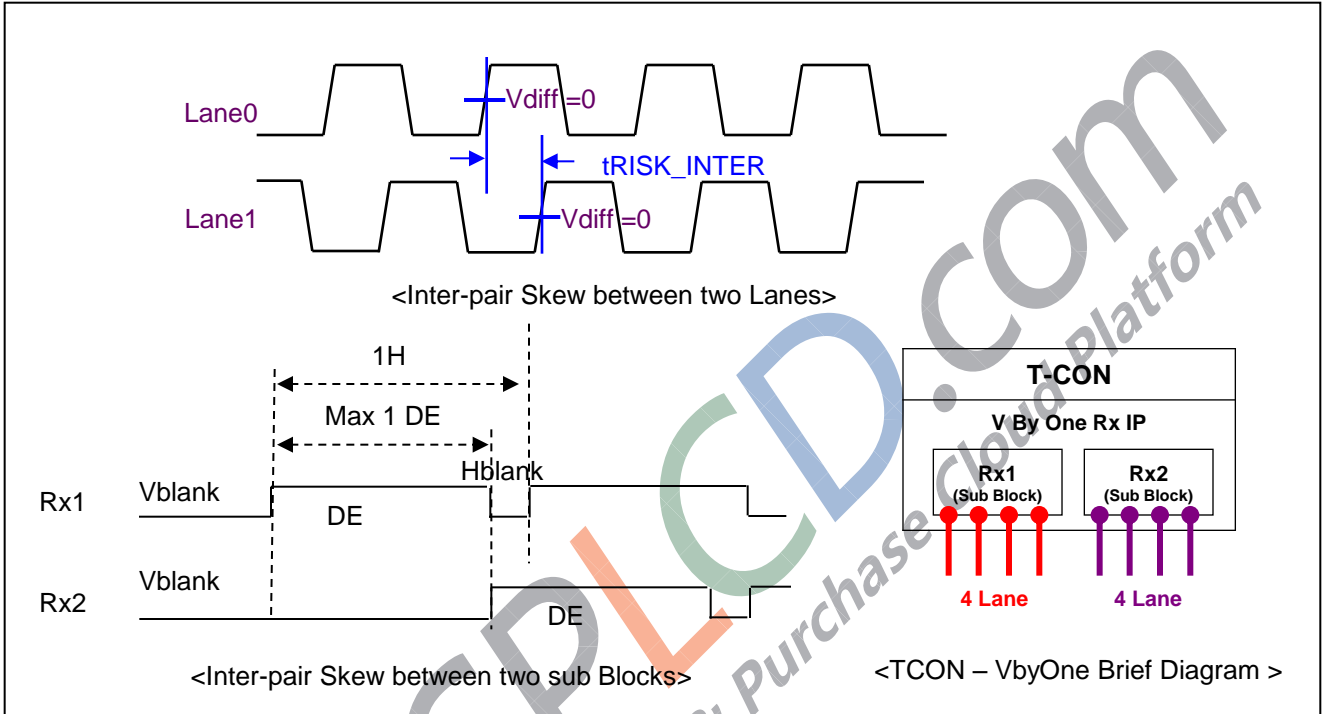 Lane0
Vdiff =0
tRISK_INTER
Lane1
Vdiff =0
<Inter-pair Skew between two Lanes>
1H
Max 1 DE
Hblank
Rx1
Vblank
DE
Rx2
Vblank
DE
<Inter-pair Skew between two sub Blocks>
T-CON
V By One Rx IP
Rx1
(Sub Block)
Rx2
(Sub Block)
4 Lane
4 Lane
<TCON – VbyOne Brief Diagram >
PLCD.com
Purchase Cloud Platform